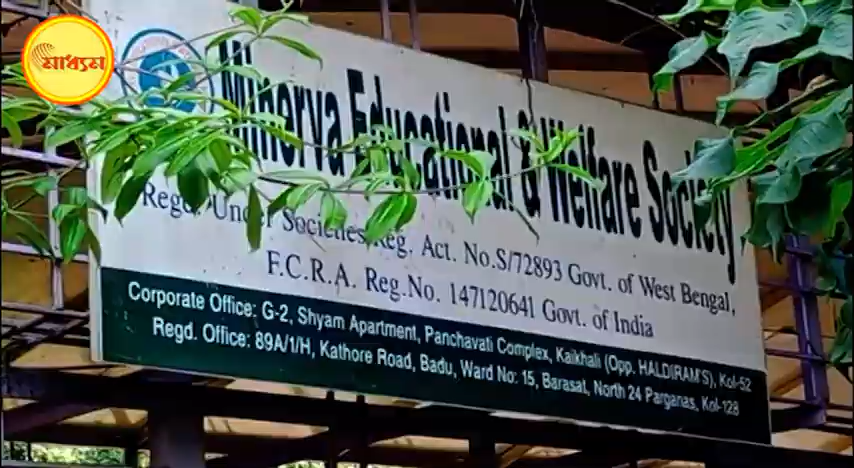 মাধ্যম
Minerva Educational & Welfare Society
Regd. Under Societies Reg. Act. No.S/72893 Govt. of West Bengal,
F.C.R.A. Reg.No. 147120641 Govt. of India
Corporate Office: G-2, Shyam Apartment, Panchavati Complex, Kaikhali (Opp. HALDIRAM'S), Kol-52
Regd. Office: 89A/1/H, Kathore Road, Badu, Ward No: 15, Barasat, North 24 Parganas, Kol-128